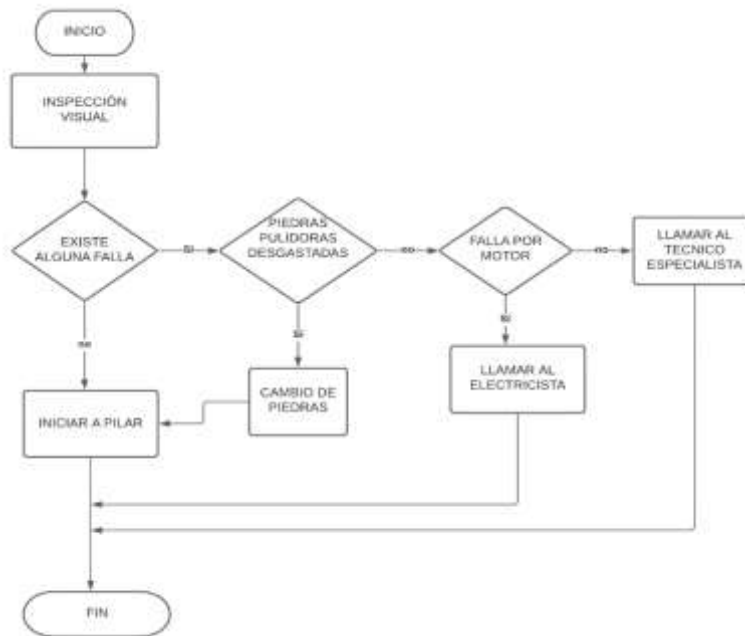 INICIO
INSPECCIÓN
VISUAL
EXISTE
ALGUNA FALLA
SI
PIEDRAS
PULIDORAS
DESGASTADAS
no
FALLA POR
MOTOR
no
LLAMAR AL
TECNICO
ESPECIALISTA
no
SI
SI
INICIAR A PILAR
CAMBIO DE
PIEDRAS
LLAMAR AL
ELECTRICISTA
FIN